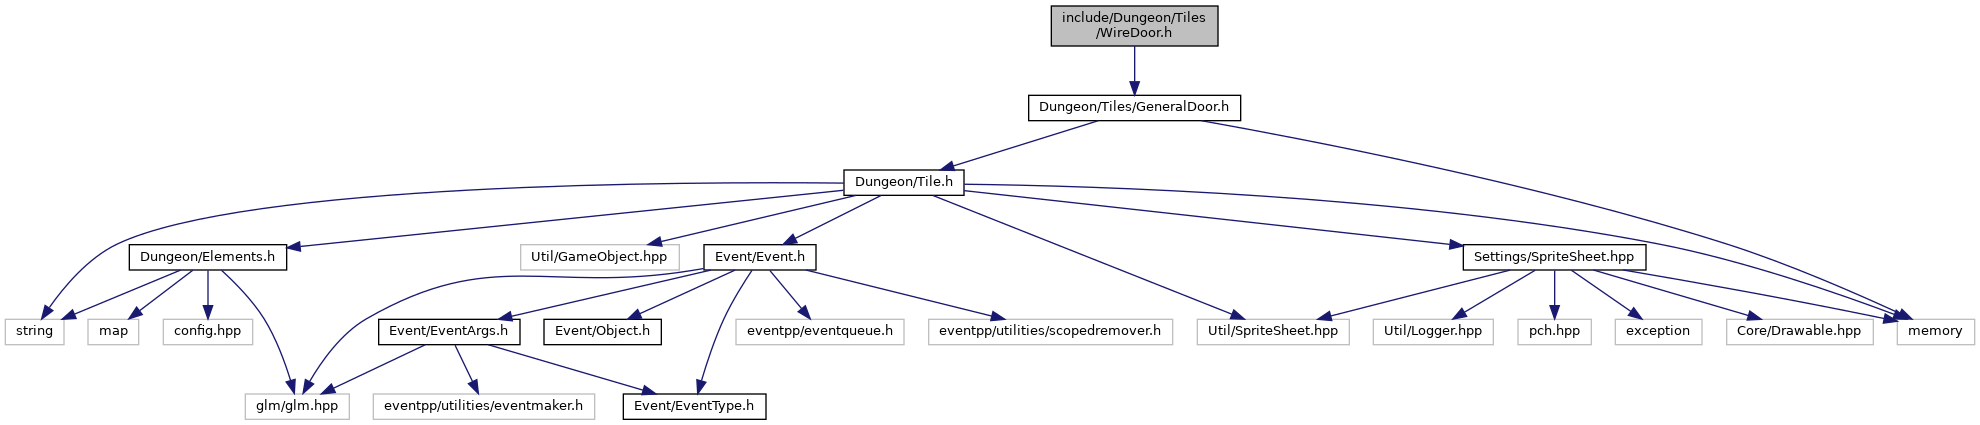 include/Dungeon/Tiles
/WireDoor.h
Dungeon/Tiles/GeneralDoor.h
Dungeon/Tile.h
Dungeon/Elements.h
Util/GameObject.hpp
Event/Event.h
Settings/SpriteSheet.hpp
string
map
config.hpp
Event/EventArgs.h
Event/Object.h
eventpp/eventqueue.h
eventpp/utilities/scopedremover.h
Util/SpriteSheet.hpp
Util/Logger.hpp
pch.hpp
exception
Core/Drawable.hpp
memory
glm/glm.hpp
eventpp/utilities/eventmaker.h
Event/EventType.h